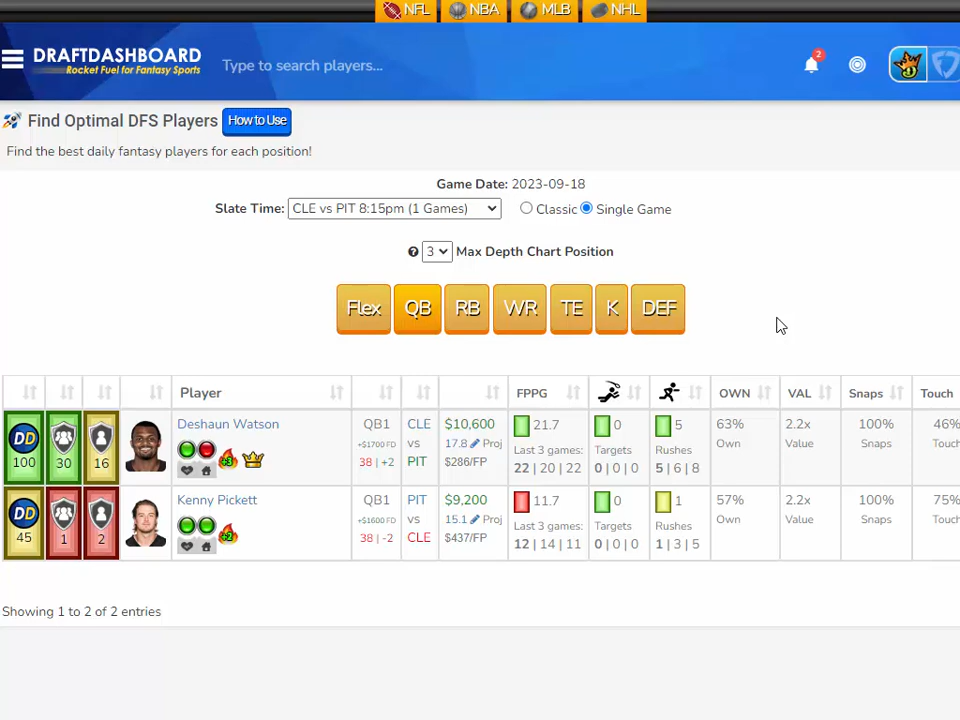 NFL NBA MLB NHL
DRAFTDASHBOARD
Rocket Fuel for Fantasy Sports
Type to search players...
2
Find Optimal DFS Players How to Use
Find the best daily fantasy players for each position!
Game Date: 2023-09-18
Slate Time: CLE vs PIT 8:15pm (1 Games) Classic Single Game
3 Max Depth Chart Position
Flex QB RB WR TE K DEF
Player FPPG OWN VAL Snaps Touch
DD 100 30 16 Deshaun Watson +3 QB1 +$1700 FD 38 | +2 CLE vs PIT $10,600 17.8 Proj $286/FP 21.7 Last 3 games: 22 | 20 | 22 0 Targets 0 | 0 | 0 5 Rushes 5 | 6 | 8 63% Own 2.2x Value 100% Snaps 46% Touch
DD 45 1 2 Kenny Pickett +2 QB1 +$1600 FD 38 | -2 PIT vs CLE $9,200 15.1 Proj $437/FP 11.7 Last 3 games: 12 | 14 | 11 0 Targets 0 | 0 | 0 1 Rushes 1 | 3 | 5 57% Own 2.2x Value 100% Snaps 75% Touch
Showing 1 to 2 of 2 entries